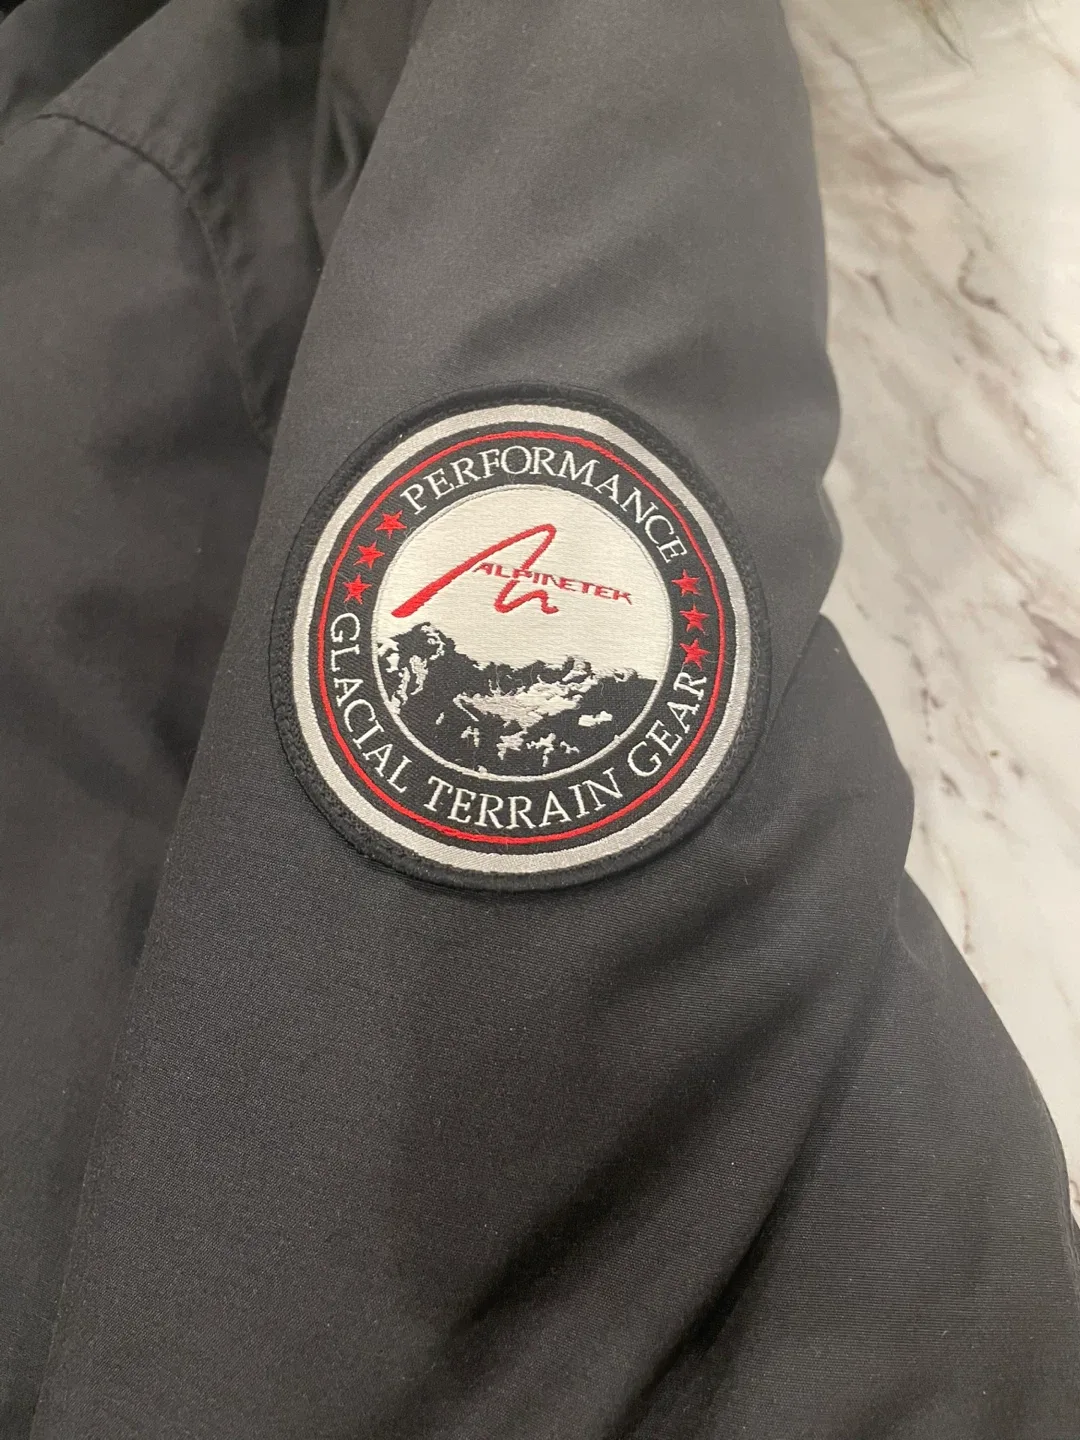 PERFORMANCE
ALPINETEK
GLACIAL TERRAIN GEAR